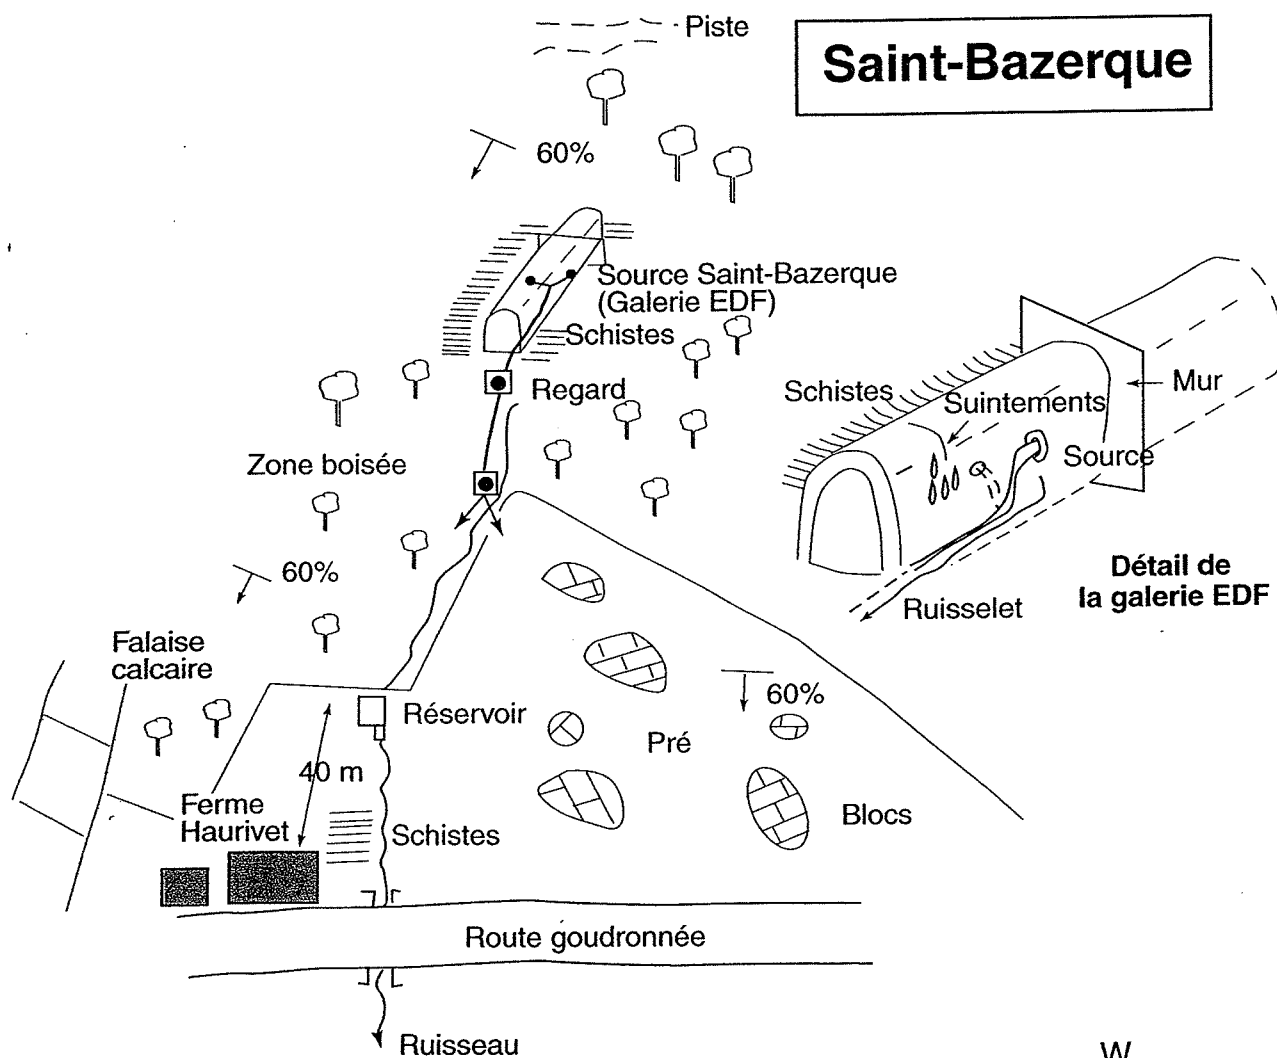 Piste
Saint-Bazerque
60%
Source Saint-Bazerque
(Galerie EDF)
Schistes
Regard
Zone boisée
Schistes
Suintements
Mur
Source
Ruisselet
Détail de
la galerie EDF
60%
Falaise
calcaire
60%
Réservoir
Pré
40 m
Ferme
Haurivet
Schistes
Blocs
Route goudronnée
Ruisseau
W